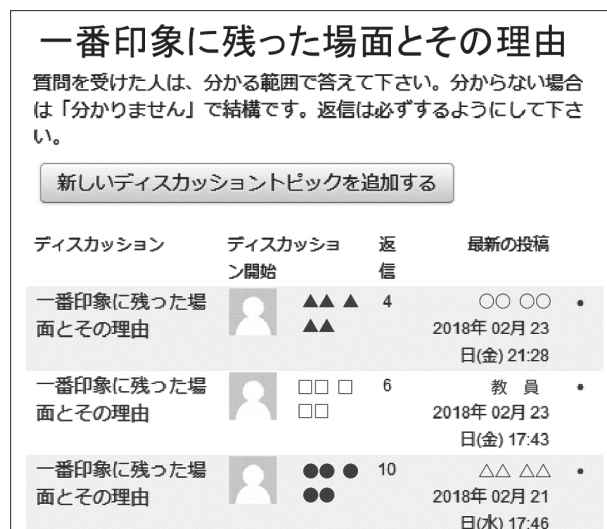 一番印象に残った場面とその理由
質問を受けた人は、分かる範囲で答えて下さい。分からない場合
は「分かりません」で結構です。返信は必ずするようにして下さ
い。
新しいディスカッショントピックを追加する
ディスカッション ディスカッショ 返 最新の投稿
ン開始 信
一番印象に残った場 ▲▲ ▲ 4 ○○ ○○ •
面とその理由 ▲▲ 2018年 02月 23
日(金) 21:28
一番印象に残った場 □□ □ 6 教 員 •
面とその理由 □□ 2018年 02月 23
日(金) 17:43
一番印象に残った場 ●● ● 10 △△ △△ •
面とその理由 ●● 2018年 02月 21
日(水) 17:46